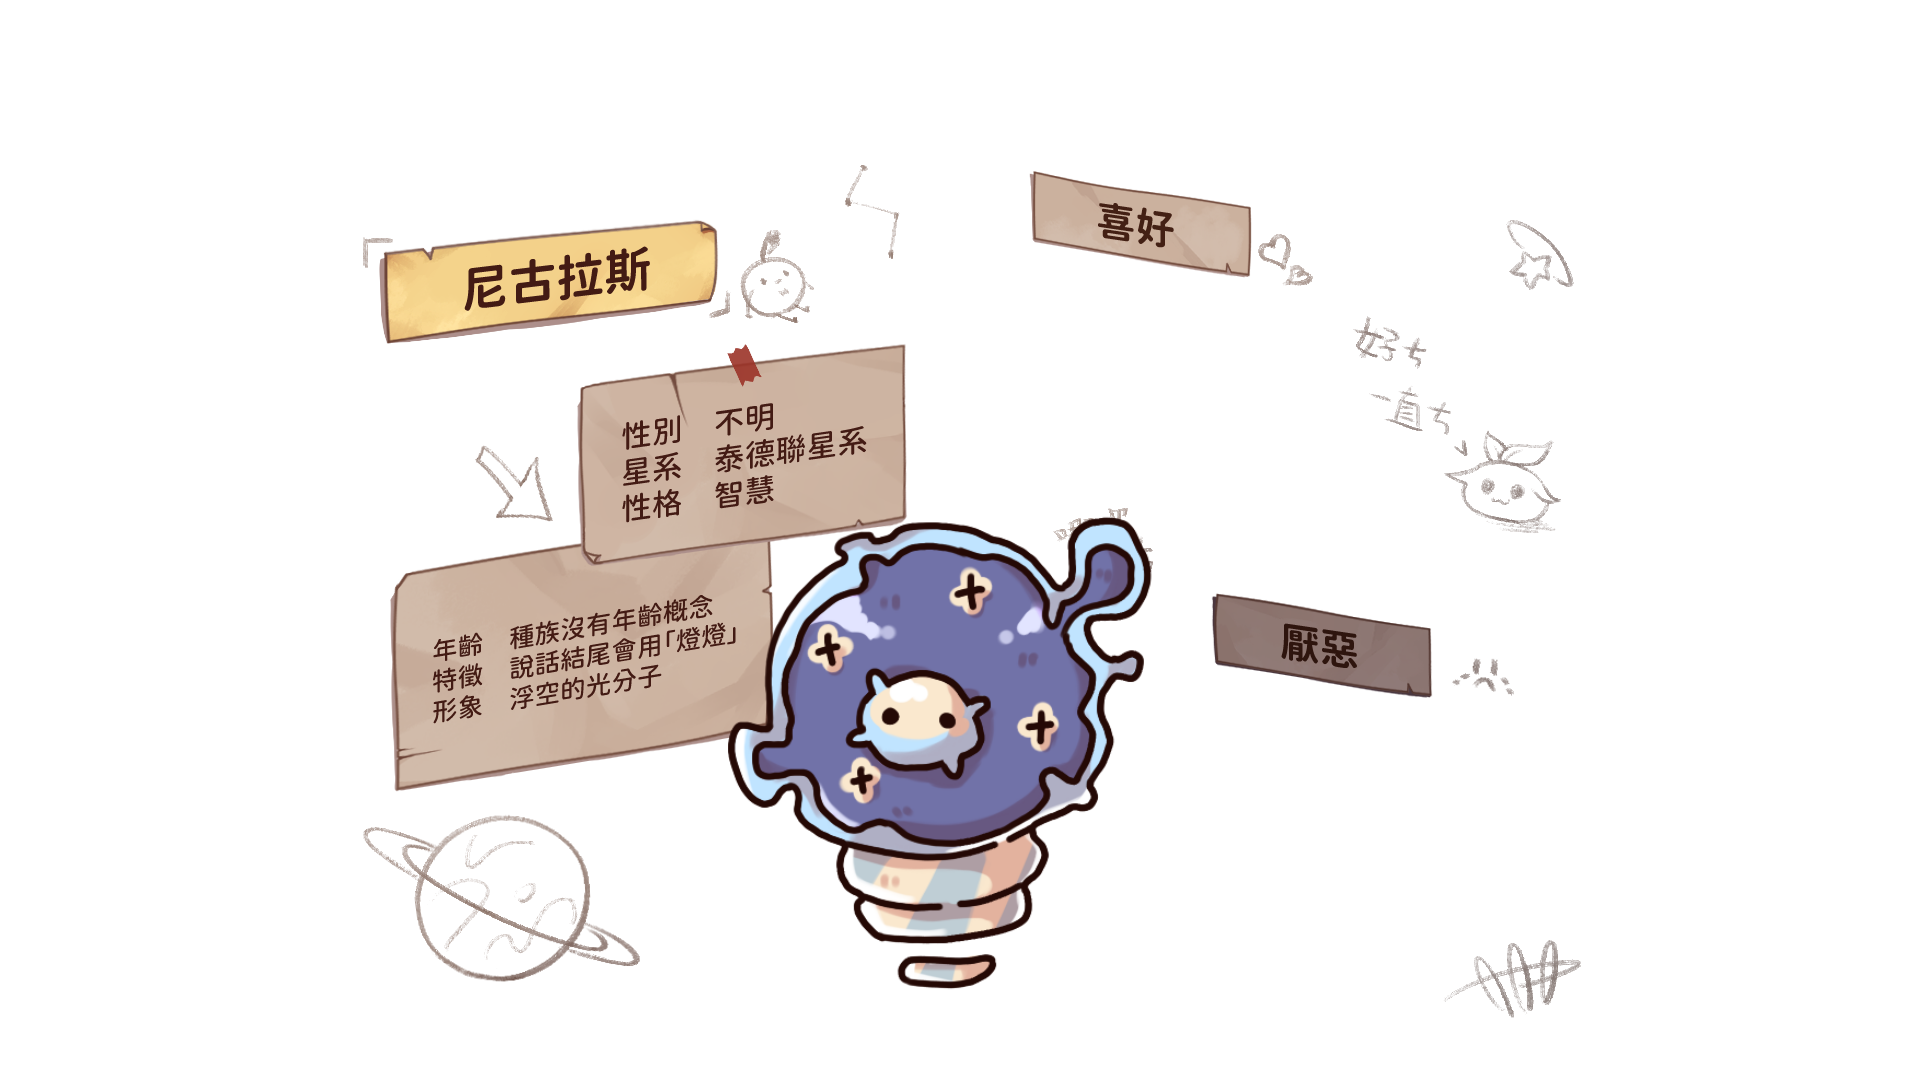 尼古拉斯
性別 不明
星系 泰德聯星系
性格 智慧
年齡 種族沒有年齡概念
特徵 說話結尾會用「燈燈」
形象 浮空的光分子
喜好
好ㄘ
一直ㄘ
厭惡